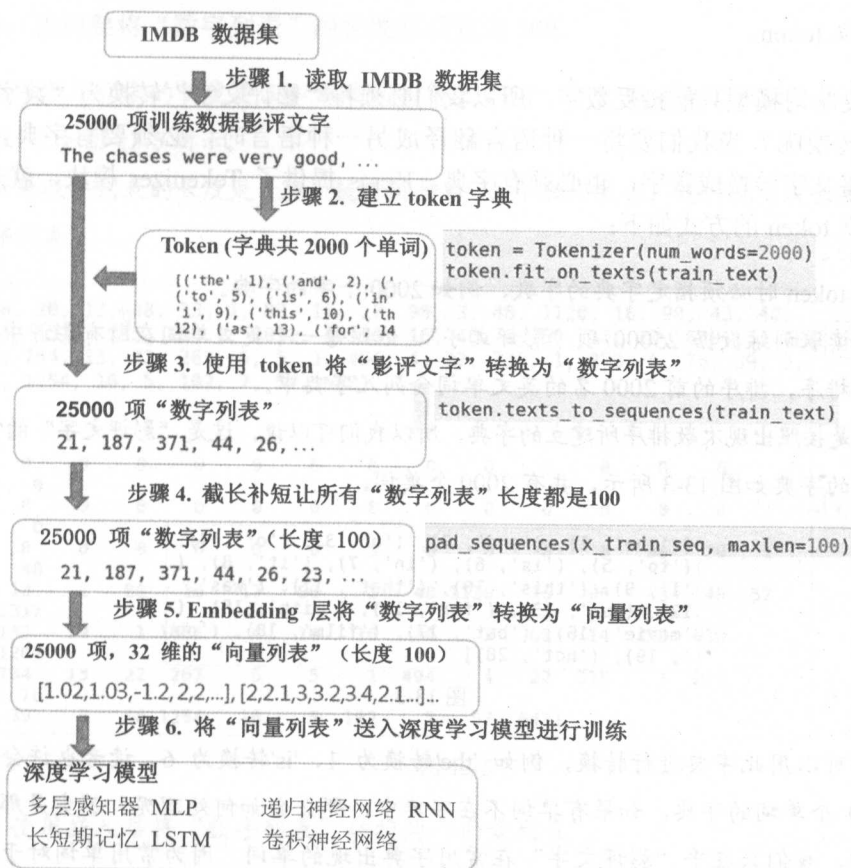 IMDB 数据集
步骤 1. 读取 IMDB 数据集
25000 项训练数据影评文字
The chases were very good, ...
步骤 2. 建立 token 字典
Token (字典共 2000 个单词)
[('the', 1), ('and', 2), ('
('to', 5), ('is', 6), ('in'
'i', 9), ('this', 10), ('th
12), ('as', 13), ('for', 14
token = Tokenizer(num_words=2000)
token.fit_on_texts(train_text)
步骤 3. 使用 token 将“影评文字”转换为“数字列表”
25000 项“数字列表”
21, 187, 371, 44, 26,...
token.texts_to_sequences(train_text)
步骤 4. 截长补短让所有“数字列表”长度都是100
25000 项“数字列表”(长度 100)
21, 187, 371, 44, 26, 23, ...
pad_sequences(x_train_seq, maxlen=100)
步骤 5. Embedding 层将“数字列表”转换为“向量列表”
25000 项, 32 维的“向量列表”（长度 100）
[1.02,1.03,-1.2,2.2,...], [2,2.1,3,3.2,3.4,2.1...]...
步骤 6. 将“向量列表”送入深度学习模型进行训练
深度学习模型
多层感知器 MLP 递归神经网络 RNN
长短期记忆 LSTM 卷积神经网络